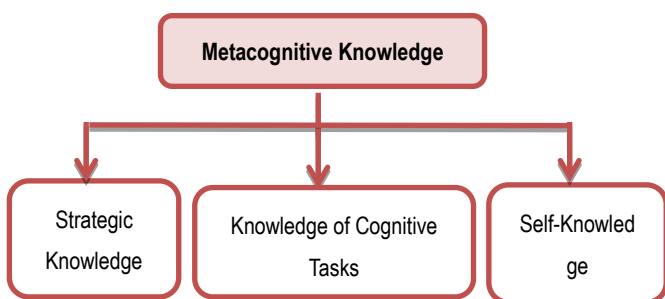 Metacognitive Knowledge
Strategic
Knowledge
Knowledge of Cognitive
Tasks
Self-Knowled
ge